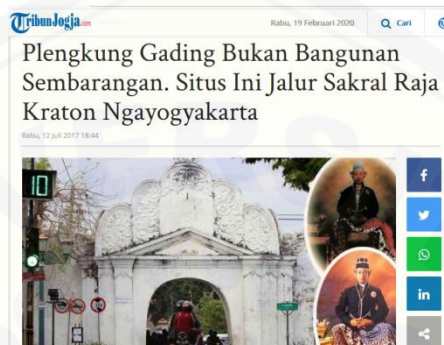 TribunJogja.com
Rabu, 19 Februari 2020
Cari
Plengkung Gading Bukan Bangunan
Sembarangan. Situs Ini Jalur Sakral Raja
Kraton Ngayogyakarta
Rabu, 12 Juli 2017 18:44
10
f
in